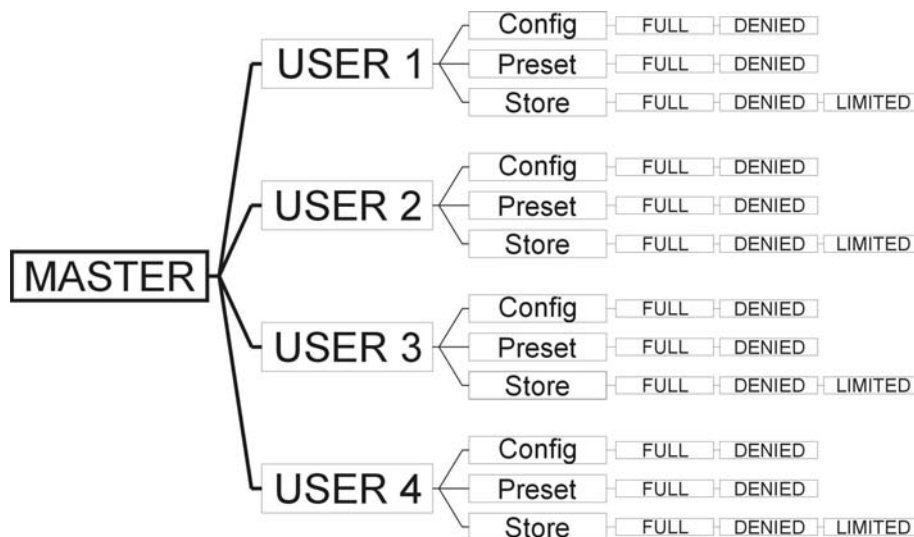 Config FULL DENIED
USER 1 Preset FULL DENIED
Store FULL DENIED LIMITED
Config FULL DENIED
USER 2 Preset FULL DENIED
Store FULL DENIED LIMITED
MASTER
Config FULL DENIED
USER 3 Preset FULL DENIED
Store FULL DENIED LIMITED
Config FULL DENIED
USER 4 Preset FULL DENIED
Store FULL DENIED LIMITED